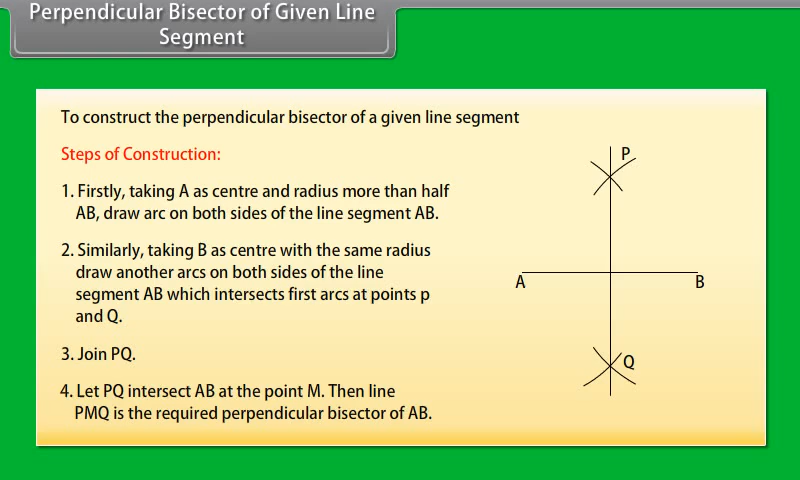 Perpendicular Bisector of Given Line
Segment
To construct the perpendicular bisector of a given line segment
Steps of Construction:
1. Firstly, taking A as centre and radius more than half
AB, draw arc on both sides of the line segment AB.
2. Similarly, taking B as centre with the same radius
draw another arcs on both sides of the line
segment AB which intersects first arcs at points p
and Q.
3. Join PQ.
4. Let PQ intersect AB at the point M. Then line
PMQ is the required perpendicular bisector of AB.
P
A
B
Q